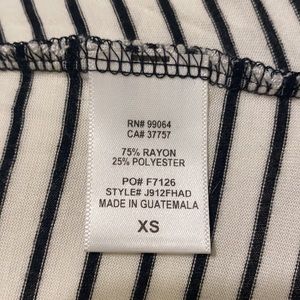 RN# 99064
CA# 37757
75% RAYON
25% POLYESTER
PO# F7126
STYLE# J912FHAD
MADE IN GUATEMALA
XS